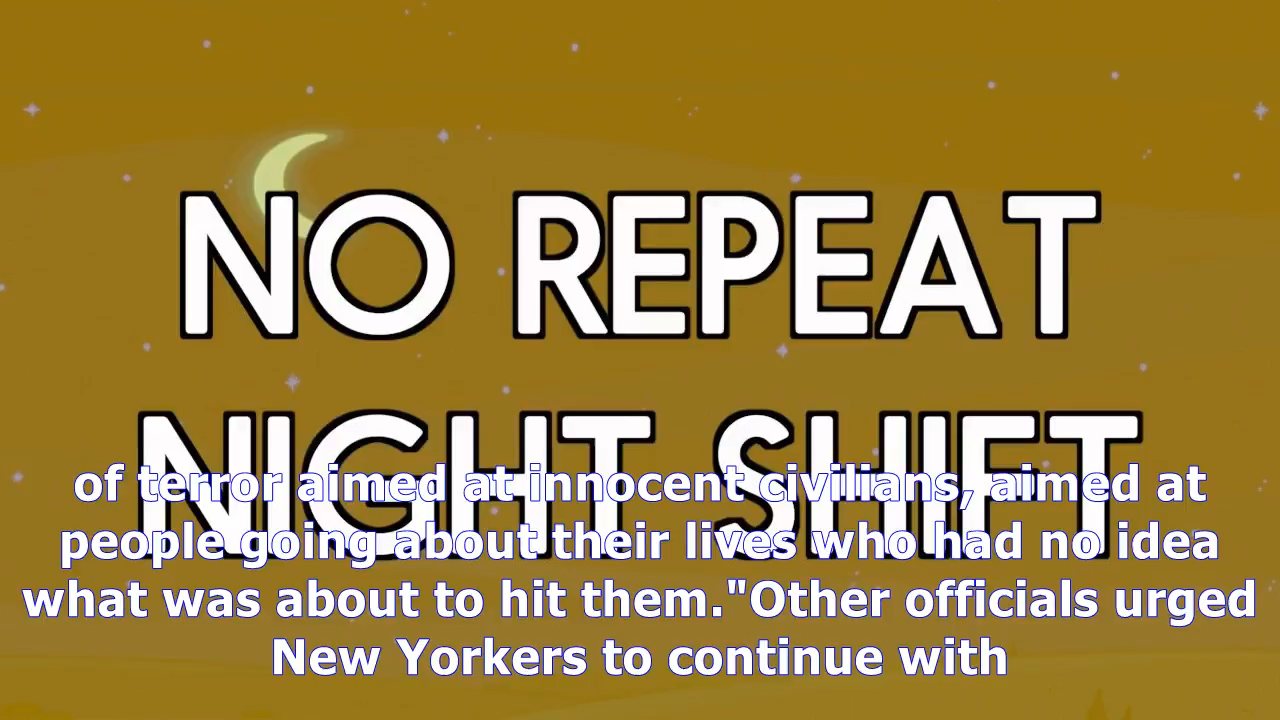 NO REPEAT
NIGHT SHIFT
of terror aimed at innocent civilians, aimed at
people going about their lives who had no idea
what was about to hit them."Other officials urged
New Yorkers to continue with